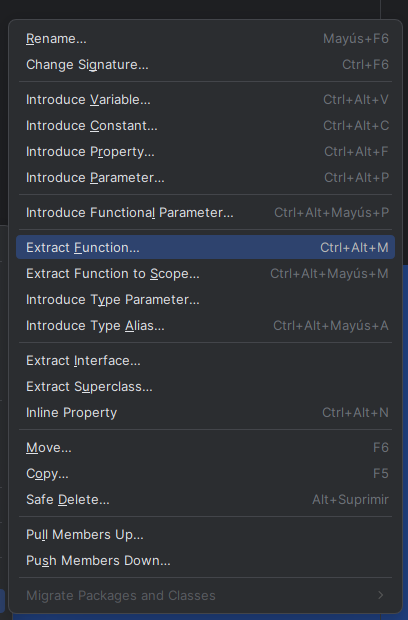 Rename... Mayús+F6
Change Signature... Ctrl+F6
Introduce Variable... Ctrl+Alt+V
Introduce Constant... Ctrl+Alt+C
Introduce Property... Ctrl+Alt+F
Introduce Parameter... Ctrl+Alt+P
Introduce Functional Parameter... Ctrl+Alt+Mayús+P
Extract Function... Ctrl+Alt+M
Extract Function to Scope... Ctrl+Alt+Mayús+M
Introduce Type Parameter...
Introduce Type Alias... Ctrl+Alt+Mayús+A
Extract Interface...
Extract Superclass...
Inline Property Ctrl+Alt+N
Move... F6
Copy... F5
Safe Delete... Alt+Suprimir
Pull Members Up...
Push Members Down...
Migrate Packages and Classes